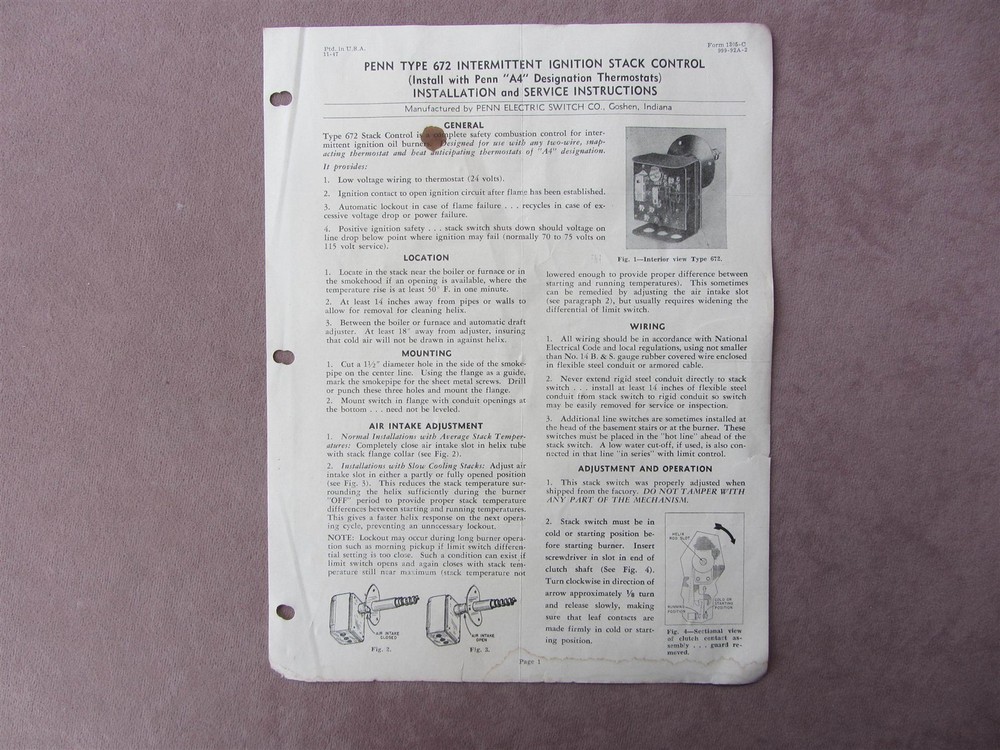 Ptd. in U.S.A.
11-47
Form 1208-C
PENN TYPE 672 INTERMITTENT IGNITION STACK CONTROL
(Install with Penn "A4" Designation Thermostats)
INSTALLATION and SERVICE INSTRUCTIONS
Manufactured by PENN ELECTRIC SWITCH CO., Goshen, Indiana
GENERAL
Type 672 Stack Control is a complete safety combustion control for inter-
mittent ignition oil burners. Designed for use with any two-wire, snap-
acting thermostat and heat anticipating thermostats of "A4" designation.
It provides:
1. Low voltage wiring to thermostat (24 volts).
2. Ignition contact to open ignition circuit after flame has been established.
3. Automatic lockout in case of flame failure . . . recycles in case of ex-
cessive voltage drop or power failure.
4. Positive ignition safety . . . stack switch shuts down should voltage on
line drop below point where ignition may fail (normally 70 to 75 volts on
115 volt service).
Fig. 1—Interior view Type 672.
LOCATION
1. Locate in the stack near the boiler or furnace or in
the smokehood if an opening is available, where the
temperature rise is at least 50° F. in one minute.
2. At least 14 inches away from pipes or walls to
allow for removal for cleaning helix.
3. Between the boiler or furnace and automatic draft
adjuster. At least 18" away from adjuster, insuring
that cold air will not be drawn in against helix.
MOUNTING
1. Cut a 1½" diameter hole in the side of the smoke-
pipe on the center line. Using the flange as a guide,
mark the smokepipe for the sheet metal screws. Drill
or punch these three holes and mount the flange.
2. Mount switch in flange with conduit openings at
the bottom . . . need not be leveled.
AIR INTAKE ADJUSTMENT
1. Normal Installations with Average Stack Temper-
atures: Completely close air intake slot in helix tube
with stack flange collar (see Fig. 2).
2. Installations with Slow Cooling Stacks: Adjust air
intake slot in either a partly or fully opened position
(see Fig. 3). This reduces the stack temperature sur-
rounding the helix sufficiently during the burner
"OFF" period to provide proper stack temperature
differences between starting and running temperatures.
This gives a faster helix response on the next opera-
ing cycle, preventing an unnecessary lockout.
NOTE: Lockout may occur during long burner opera-
tion such as morning pickup if limit switch differen-
tial setting is too close. Such a condition can exist if
limit switch opens and again closes with stack tem-
perature still near maximum (stack temperature not
AIR INTAKE
CLOSED
AIR INTAKE
OPEN
Fig. 3.
lowered enough to provide proper difference between
starting and running temperatures). This sometimes
can be remedied by adjusting the air intake slot
(see paragraph 2), but usually requires widening the
differential of limit switch.
WIRING
1. All wiring should be in accordance with National
Electrical Code and local regulations, using not smaller
than No. 14 B. & S. gauge rubber covered wire enclosed
in flexible steel conduit or armored cable.
2. Never extend rigid steel conduit directly to stack
switch . . . install at least 14 inches of flexible steel
conduit from stack switch to rigid conduit so switch
may be easily removed for service or inspection.
3. Additional line switches are sometimes installed at
the head of the basement stairs or at the burner. These
switches must be placed in the "hot line" ahead of the
stack switch. A low water cut-off, if used, is also con-
nected in that line "in series" with limit control.
ADJUSTMENT AND OPERATION
1. This stack switch was properly adjusted when
shipped from the factory. DO NOT TAMPER WITH
ANY PART OF THE MECHANISM.
2. Stack switch must be in
cold or starting position be-
fore starting burner. Insert
screwdriver in slot in end of
clutch shaft (See Fig. 4).
Turn clockwise in direction of
arrow approximately ⅛ turn
and release slowly, making
sure that leaf contacts are
made firmly in cold or start-
ing position.
HELIX
ROD SLOT
RUNNING
POSITION
COLD OR
STARTING
POSITION
Fig. 4—Sectional view
of clutch contact as-
sembly . . . guard re-
moved.
Page 1